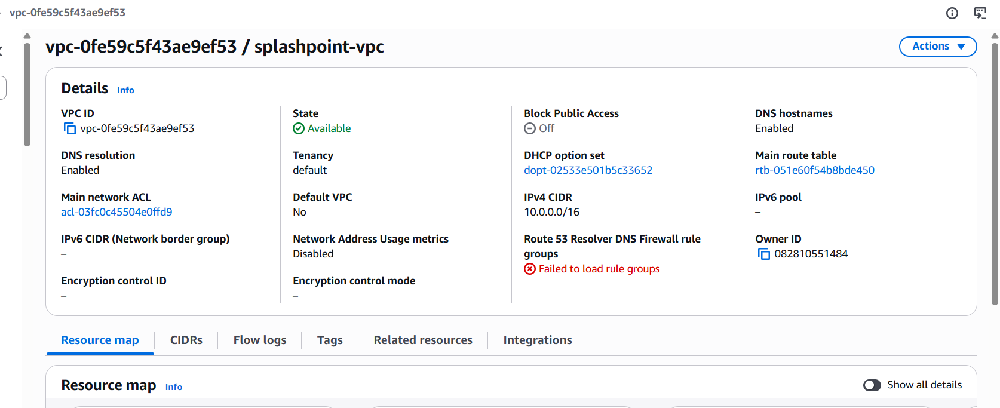 vpc-0fe59c5f43ae9ef53
vpc-0fe59c5f43ae9ef53 / splashpoint-vpc
Actions
Details Info
VPC ID
vpc-0fe59c5f43ae9ef53
State
Available
Block Public Access
Off
DNS hostnames
Enabled
DNS resolution
Enabled
Tenancy
default
DHCP option set
dopt-02533e501b5c33652
Main route table
rtb-051e60f54b8bde450
Main network ACL
acl-03fc0c45504e0ffd9
Default VPC
No
IPv4 CIDR
10.0.0.0/16
IPv6 pool
–
IPv6 CIDR (Network border group)
–
Network Address Usage metrics
Disabled
Route 53 Resolver DNS Firewall rule
groups
Failed to load rule groups
Owner ID
082810551484
Encryption control ID
–
Encryption control mode
–
Resource map
CIDRs
Flow logs
Tags
Related resources
Integrations
Resource map Info
Show all details